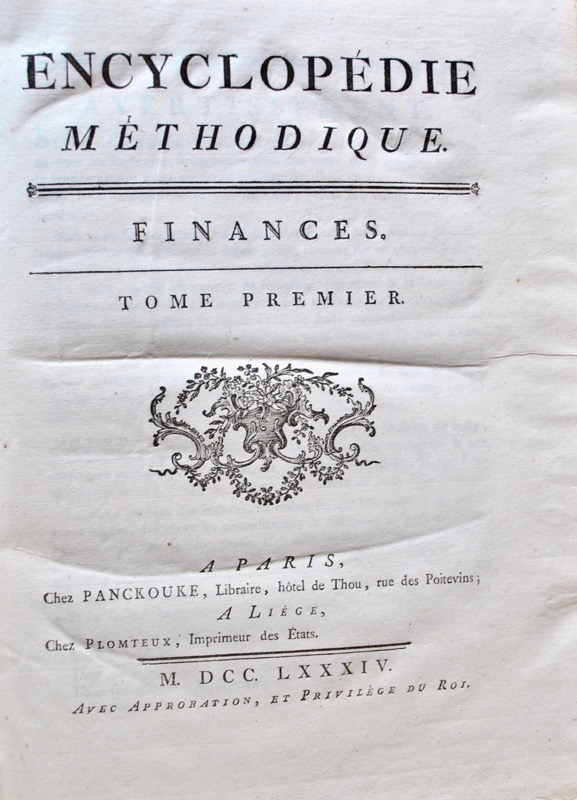 ENCYCLOPÉDIE
MÉTHODIQUE.
FINANCES.
TOME PREMIER.
A PARIS,
Chez PANCKOUKE, Libraire, hôtel de Thou, rue des Poitevins;
A LIÉGE,
Chez PLOMTEUX, Imprimeur des États.
M. DCC. LXXXIV.
AVEC APPROBATION, ET PRIVILÈGE DU ROI.